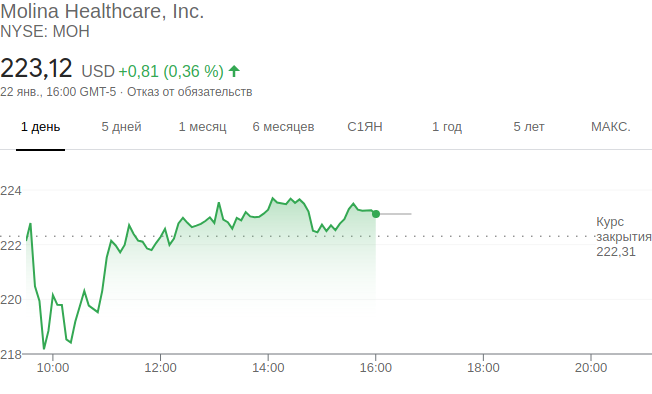 Molina Healthcare, Inc.
NYSE: MOH
223,12 USD +0,81 (0,36 %)
22 янв., 16:00 GMT-5 · Отказ от обязательств
1 день 5 дней 1 месяц 6 месяцев С1ЯН 1 год 5 лет МАКС.
224
222
220
218
Курс
закрытия
222,31
10:00 12:00 14:00 16:00 18:00 20:00